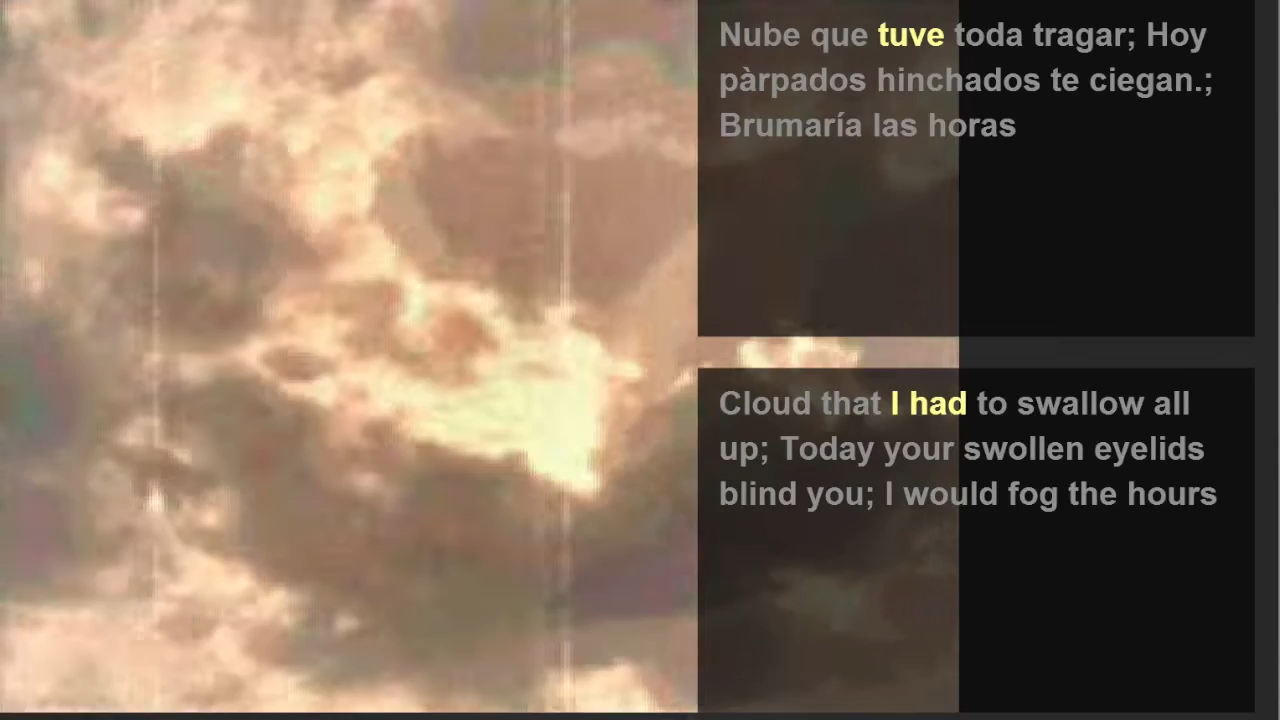 Nube que tuve toda tragar; Hoy
pàrpados hinchados te ciegan.;
Brumaría las horas
Cloud that I had to swallow all
up; Today your swollen eyelids
blind you; I would fog the hours